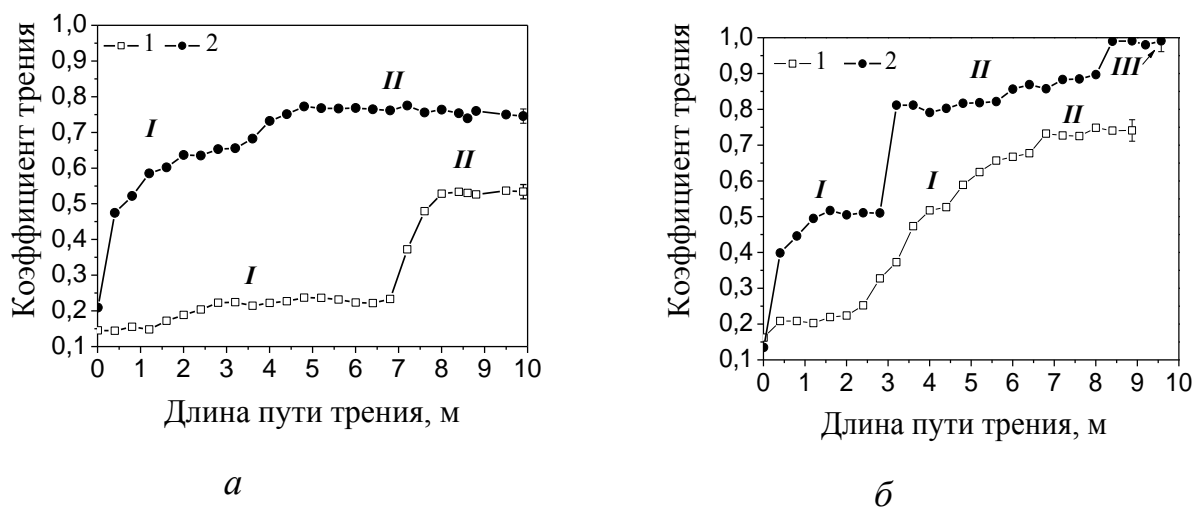 Коэффициент трения
1,0
0,9
0,8
0,7
0,6
0,5
0,4
0,3
0,2
0,1
1 2
I
II
II
I
0 1 2 3 4 5 6 7 8 9 10
Длина пути трения, м
а
Коэффициент трения
1,0
0,9
0,8
0,7
0,6
0,5
0,4
0,3
0,2
0,1
1 2
II
III
II
I
I
0 1 2 3 4 5 6 7 8 9 10
Длина пути трения, м
б